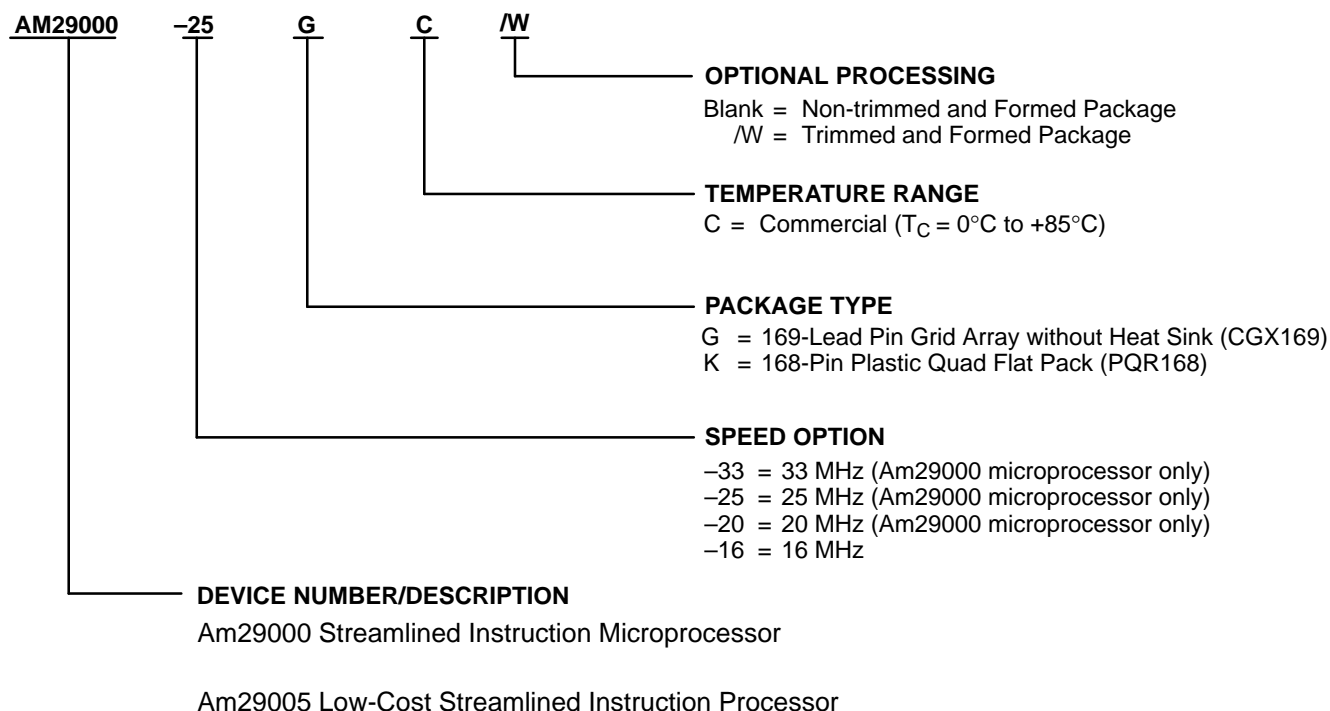 AM29000 –25 G C /W
OPTIONAL PROCESSING
Blank = Non-trimmed and Formed Package
/W = Trimmed and Formed Package
TEMPERATURE RANGE
C = Commercial (TC = 0°C to +85°C)
PACKAGE TYPE
G = 169-Lead Pin Grid Array without Heat Sink (CGX169)
K = 168-Pin Plastic Quad Flat Pack (PQR168)
SPEED OPTION
–33 = 33 MHz (Am29000 microprocessor only)
–25 = 25 MHz (Am29000 microprocessor only)
–20 = 20 MHz (Am29000 microprocessor only)
–16 = 16 MHz
DEVICE NUMBER/DESCRIPTION
Am29000 Streamlined Instruction Microprocessor
Am29005 Low-Cost Streamlined Instruction Processor